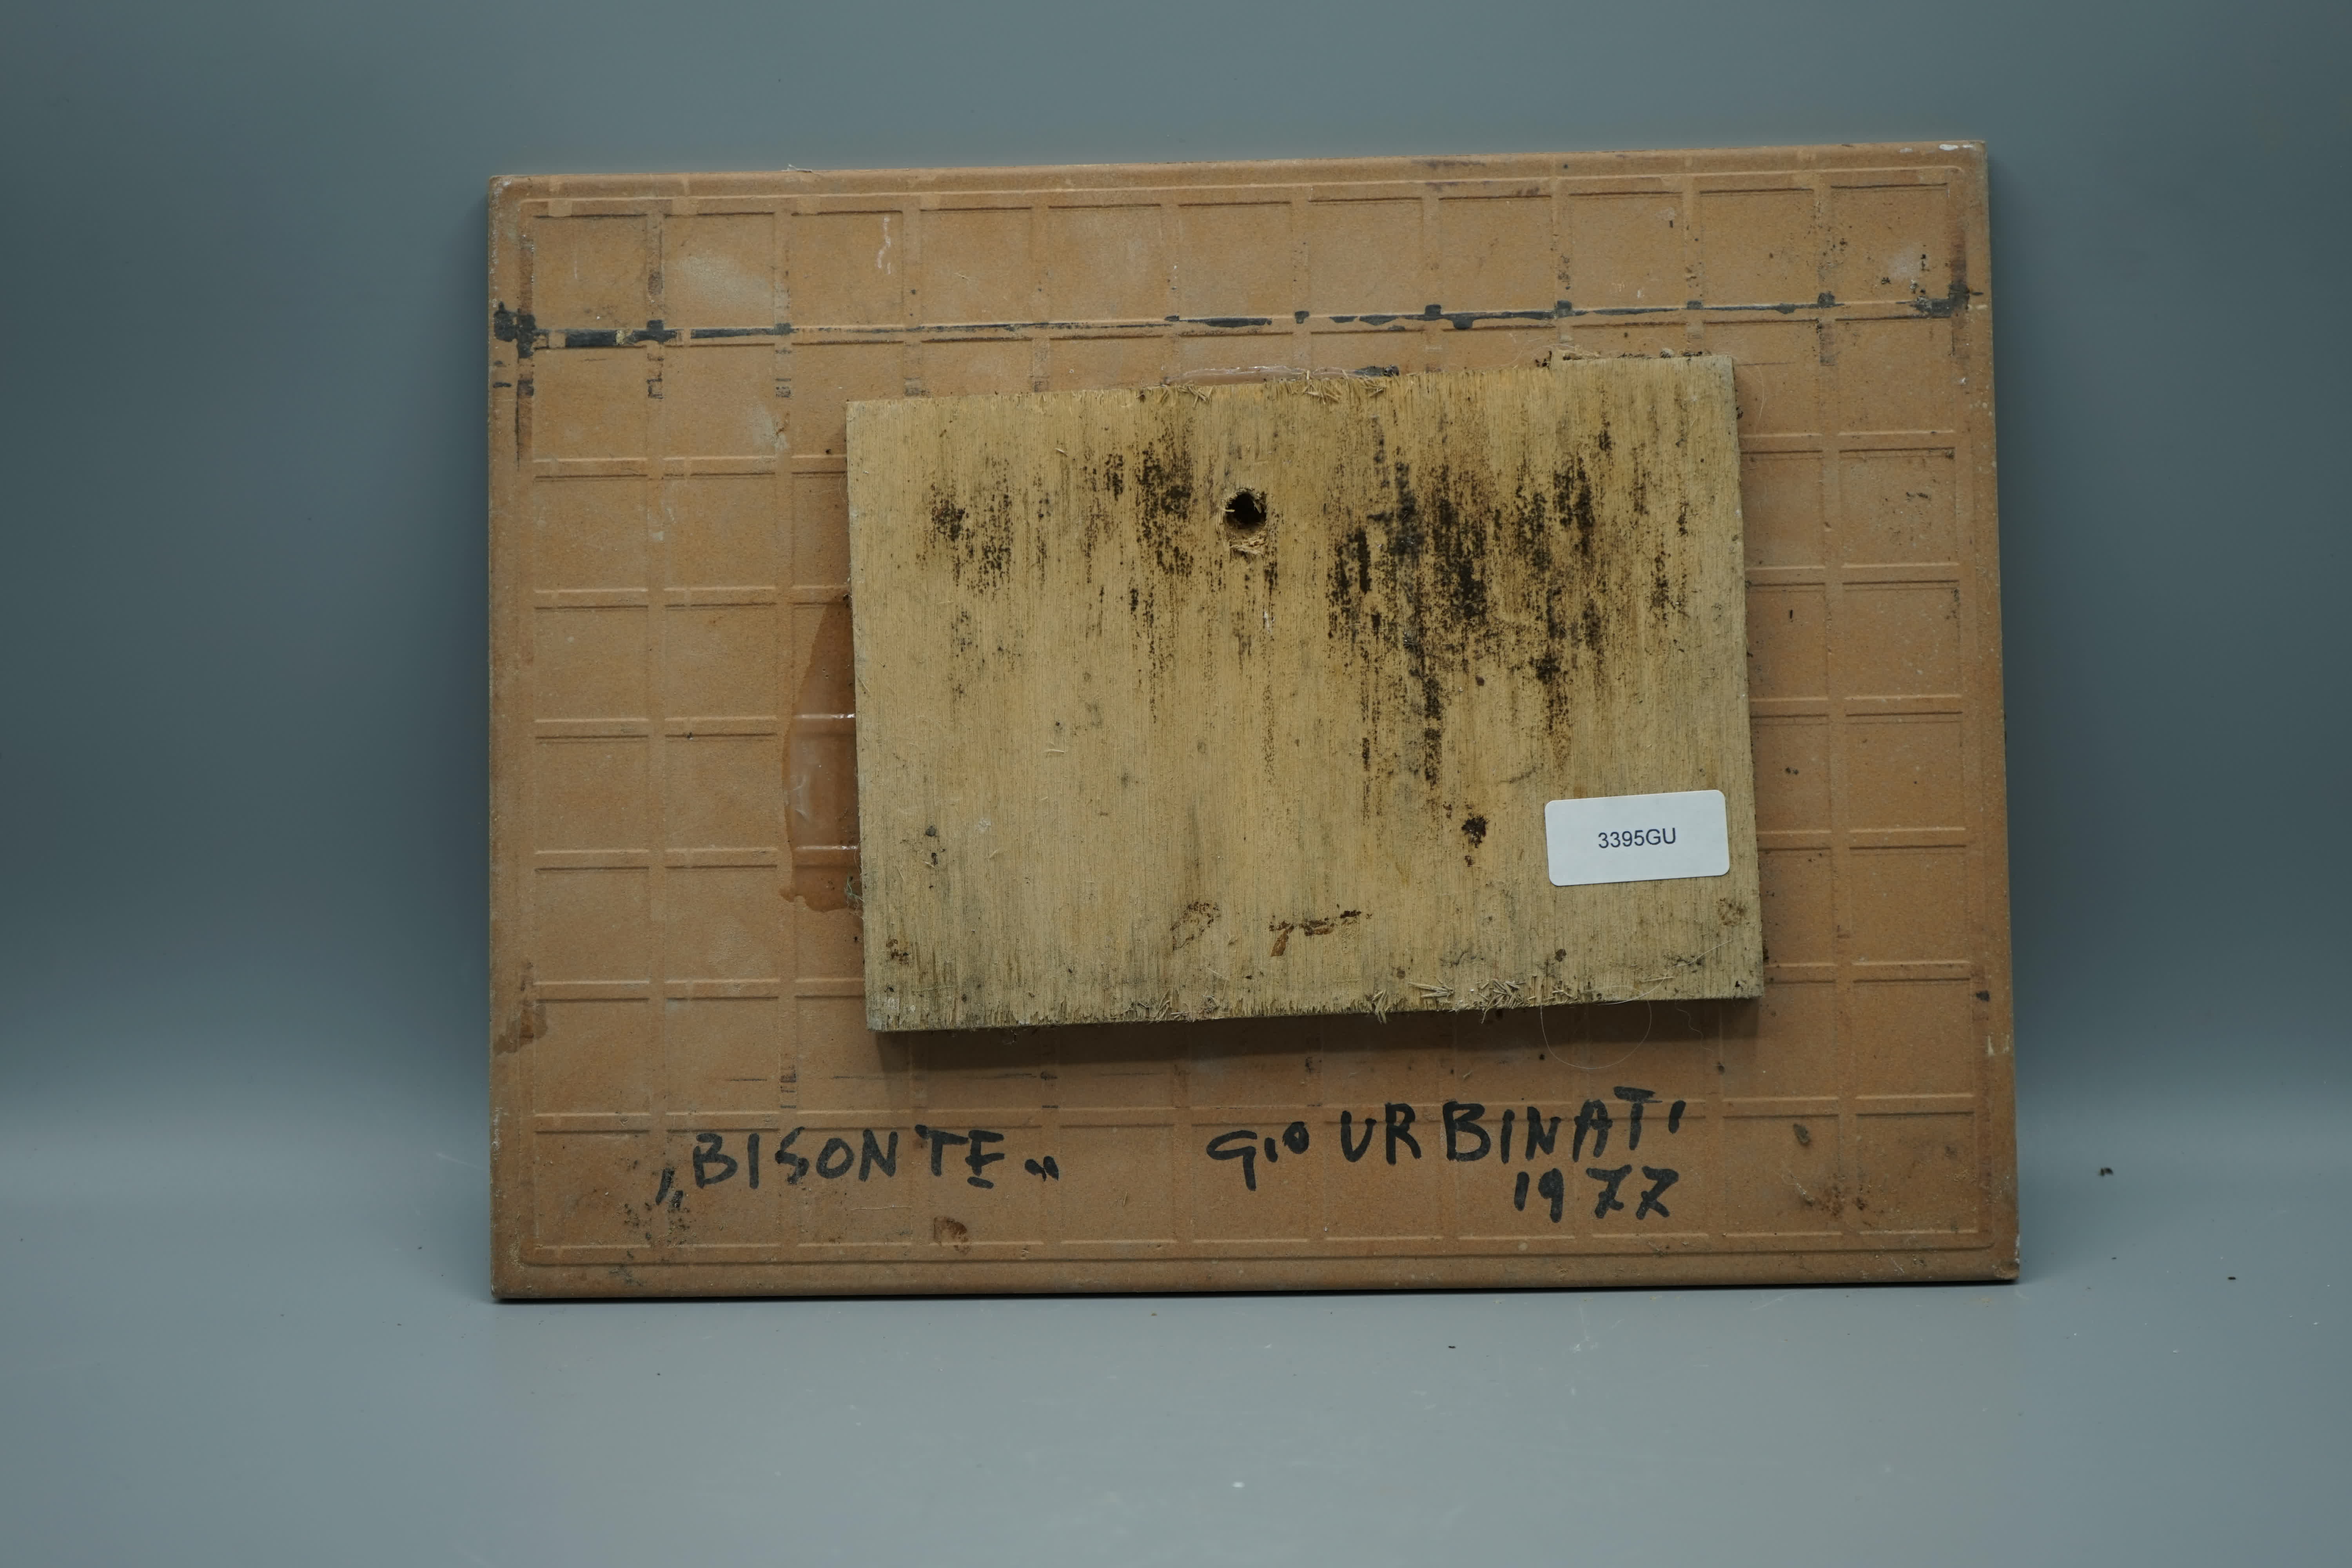 3395GU
„BISONTE„ GIO URBINATI
1977